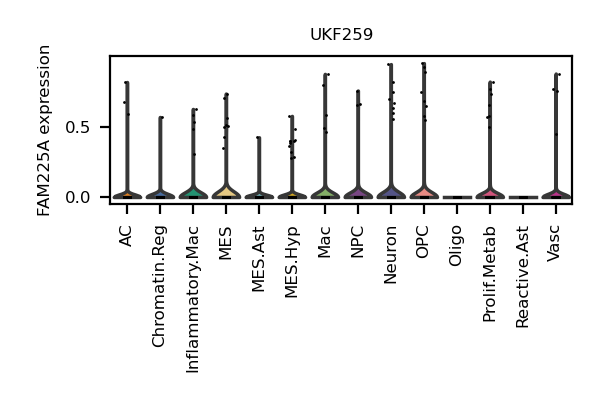 UKF259
FAM225A expression
0.5
0.0
AC
Chromatin.Reg
Inflammatory.Mac
MES
MES.Ast
MES.Hyp
Mac
NPC
Neuron
OPC
Oligo
Prolif.Metab
Reactive.Ast
Vasc